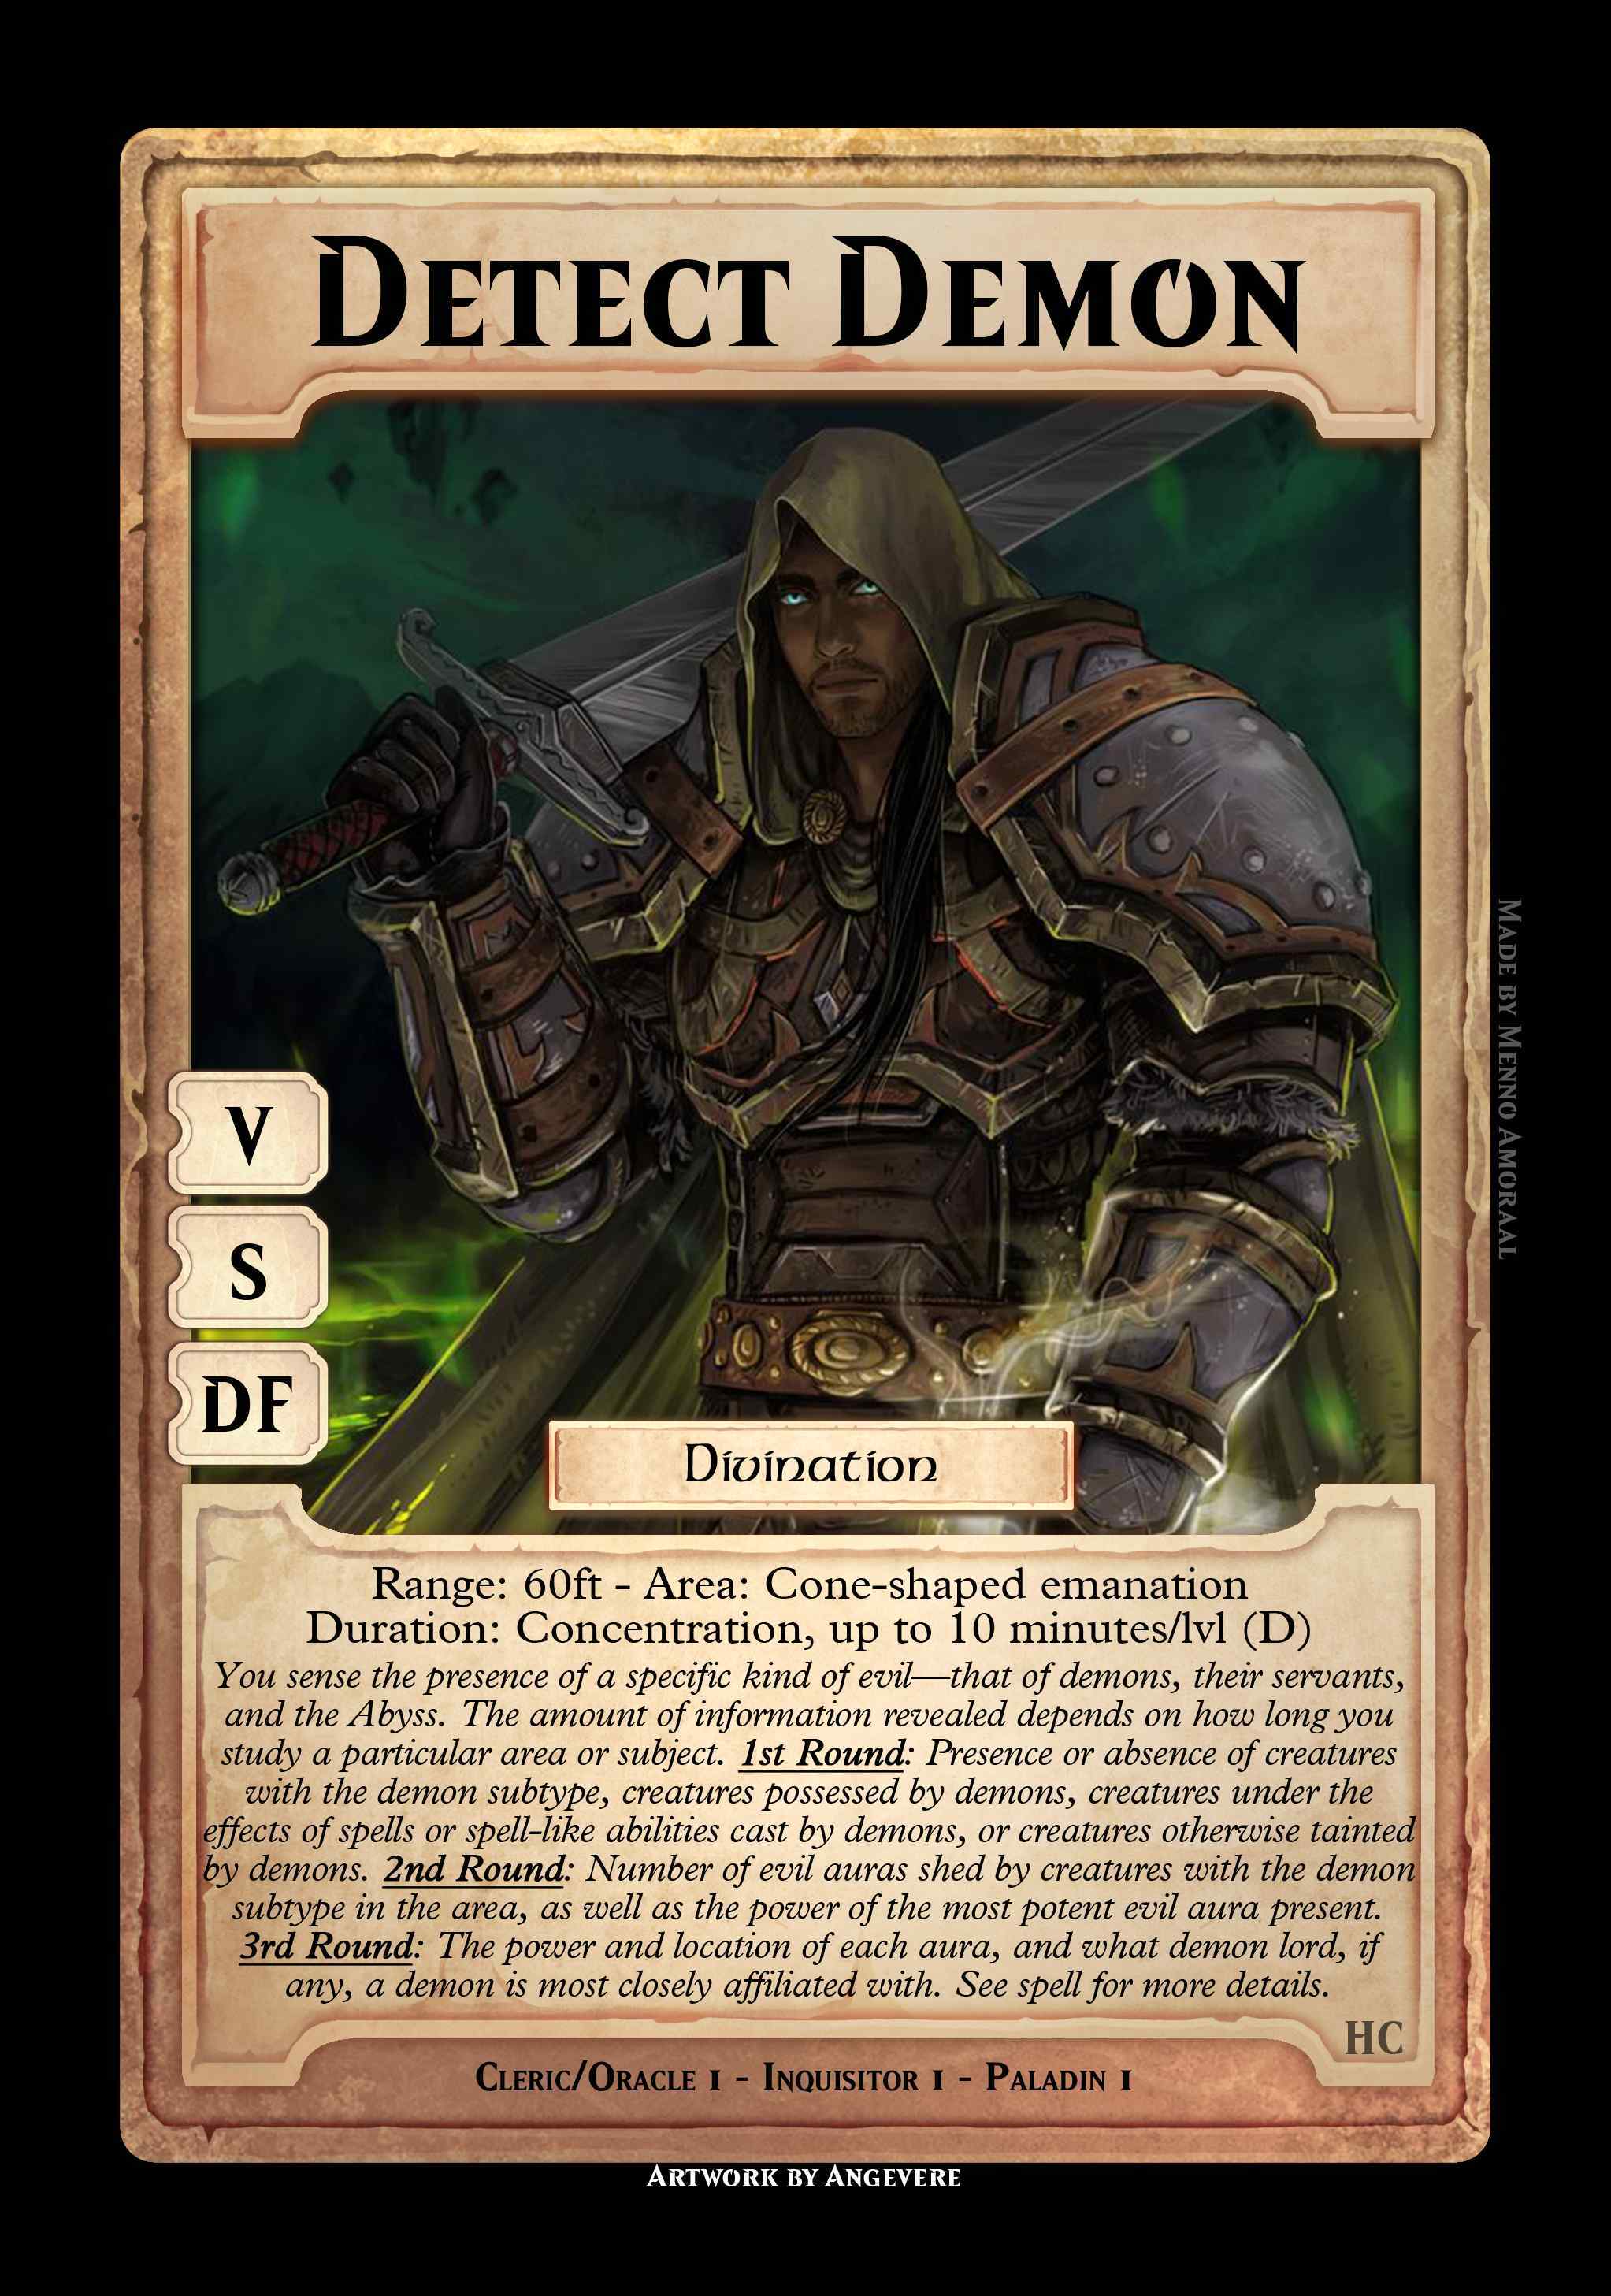 Detect Demon
V
S
DF
Divination
Range: 60ft - Area: Cone-shaped emanation
Duration: Concentration, up to 10 minutes/lvl (D)
You sense the presence of a specific kind of evil—that of demons, their servants,
and the Abyss. The amount of information revealed depends on how long you
study a particular area or subject. 1st Round: Presence or absence of creatures
with the demon subtype, creatures possessed by demons, creatures under the
effects of spells or spell-like abilities cast by demons, or creatures otherwise tainted
by demons. 2nd Round: Number of evil auras shed by creatures with the demon
subtype in the area, as well as the power of the most potent evil aura present.
3rd Round: The power and location of each aura, and what demon lord, if
any, a demon is most closely affiliated with. See spell for more details.
HC
Cleric/Oracle 1 - Inquisitor 1 - Paladin 1
Artwork by Angevere
Made by Menno Amoraal